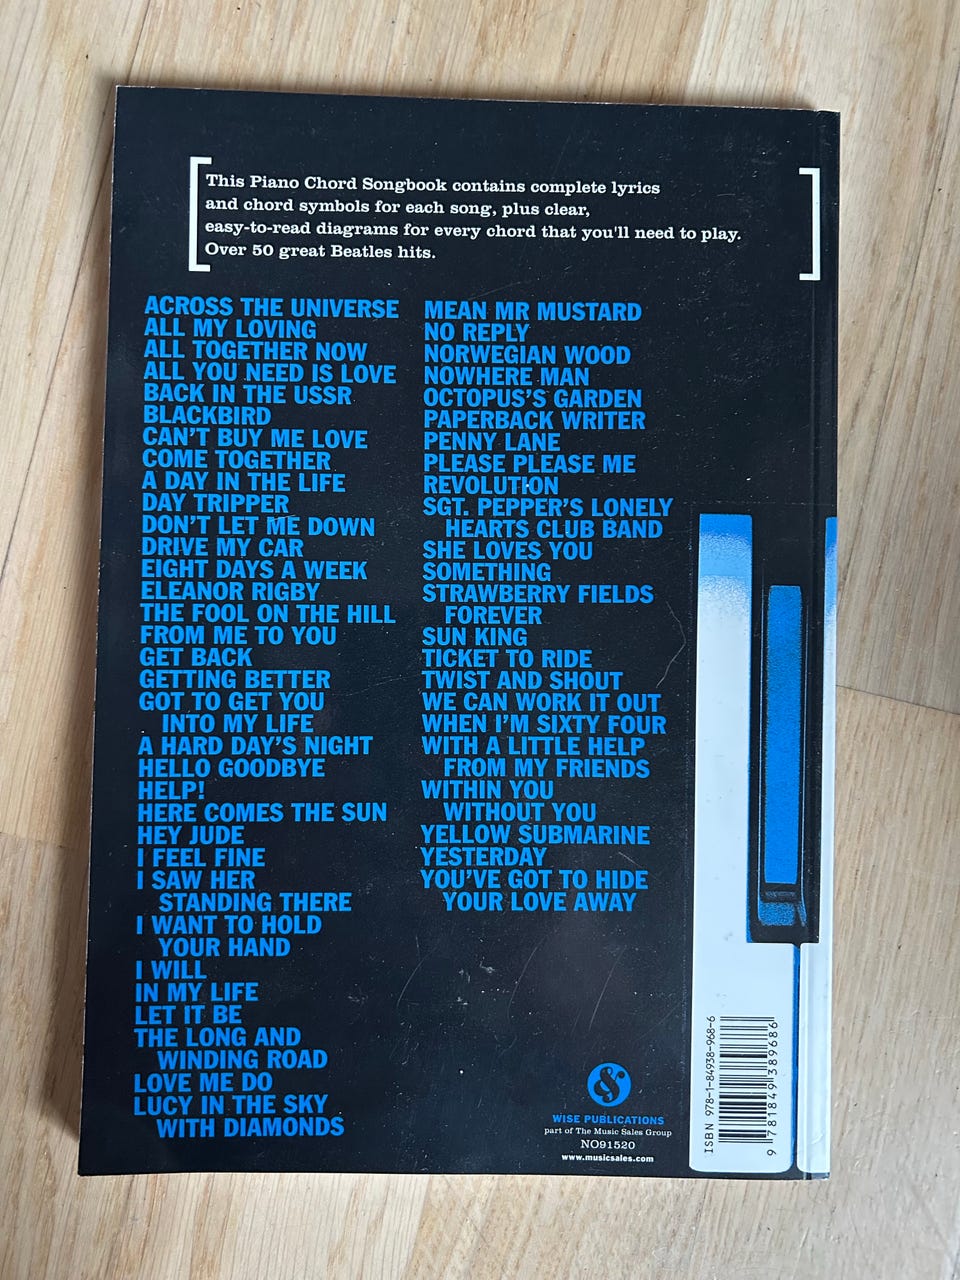 This Piano Chord Songbook contains complete lyrics
and chord symbols for each song, plus clear,
easy-to-read diagrams for every chord that you'll need to play.
Over 50 great Beatles hits.
ACROSS THE UNIVERSE
ALL MY LOVING
ALL TOGETHER NOW
ALL YOU NEED IS LOVE
BACK IN THE USSR
BLACKBIRD
CAN'T BUY ME LOVE
COME TOGETHER
A DAY IN THE LIFE
DAY TRIPPER
DON'T LET ME DOWN
DRIVE MY CAR
EIGHT DAYS A WEEK
ELEANOR RIGBY
THE FOOL ON THE HILL
FROM ME TO YOU
GET BACK
GETTING BETTER
GOT TO GET YOU
INTO MY LIFE
A HARD DAY'S NIGHT
HELLO GOODBYE
HELP!
HERE COMES THE SUN
HEY JUDE
I FEEL FINE
I SAW HER
STANDING THERE
I WANT TO HOLD
YOUR HAND
I WILL
IN MY LIFE
LET IT BE
THE LONG AND
WINDING ROAD
LOVE ME DO
LUCY IN THE SKY
WITH DIAMONDS
MEAN MR MUSTARD
NO REPLY
NORWEGIAN WOOD
NOWHERE MAN
OCTOPUS'S GARDEN
PAPERBACK WRITER
PENNY LANE
PLEASE PLEASE ME
REVOLUTION
SGT. PEPPER'S LONELY
HEARTS CLUB BAND
SHE LOVES YOU
SOMETHING
STRAWBERRY FIELDS
FOREVER
SUN KING
TICKET TO RIDE
TWIST AND SHOUT
WE CAN WORK IT OUT
WHEN I'M SIXTY FOUR
WITH A LITTLE HELP
FROM MY FRIENDS
WITHIN YOU
WITHOUT YOU
YELLOW SUBMARINE
YESTERDAY
YOU'VE GOT TO HIDE
YOUR LOVE AWAY
&
WISE PUBLICATIONS
part of The Music Sales Group
NO91520
www.musicsales.com
ISBN 978-1-84938-968-6
9 781849 389686